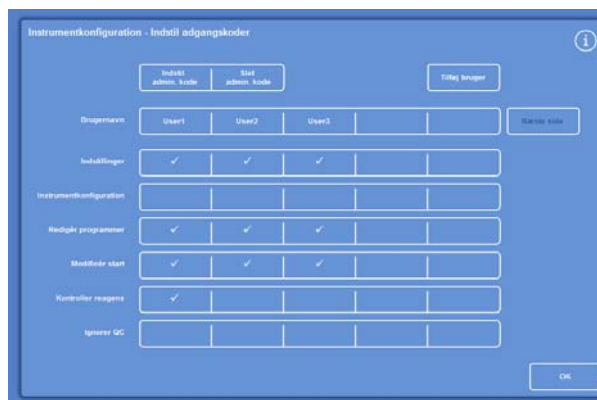 Instrumentkonfiguration - Indstil adgangskoder
Indstil admin. kode
Slet admin. kode
Tilføj bruger
Brugernavn User1 User2 User3
Næste side
Indstillinger ✓ ✓ ✓
Instrumentkonfiguration
Redigér programmer ✓ ✓ ✓
Modificér start ✓ ✓ ✓
Kontroller reagens ✓
Ignorer QC
OK